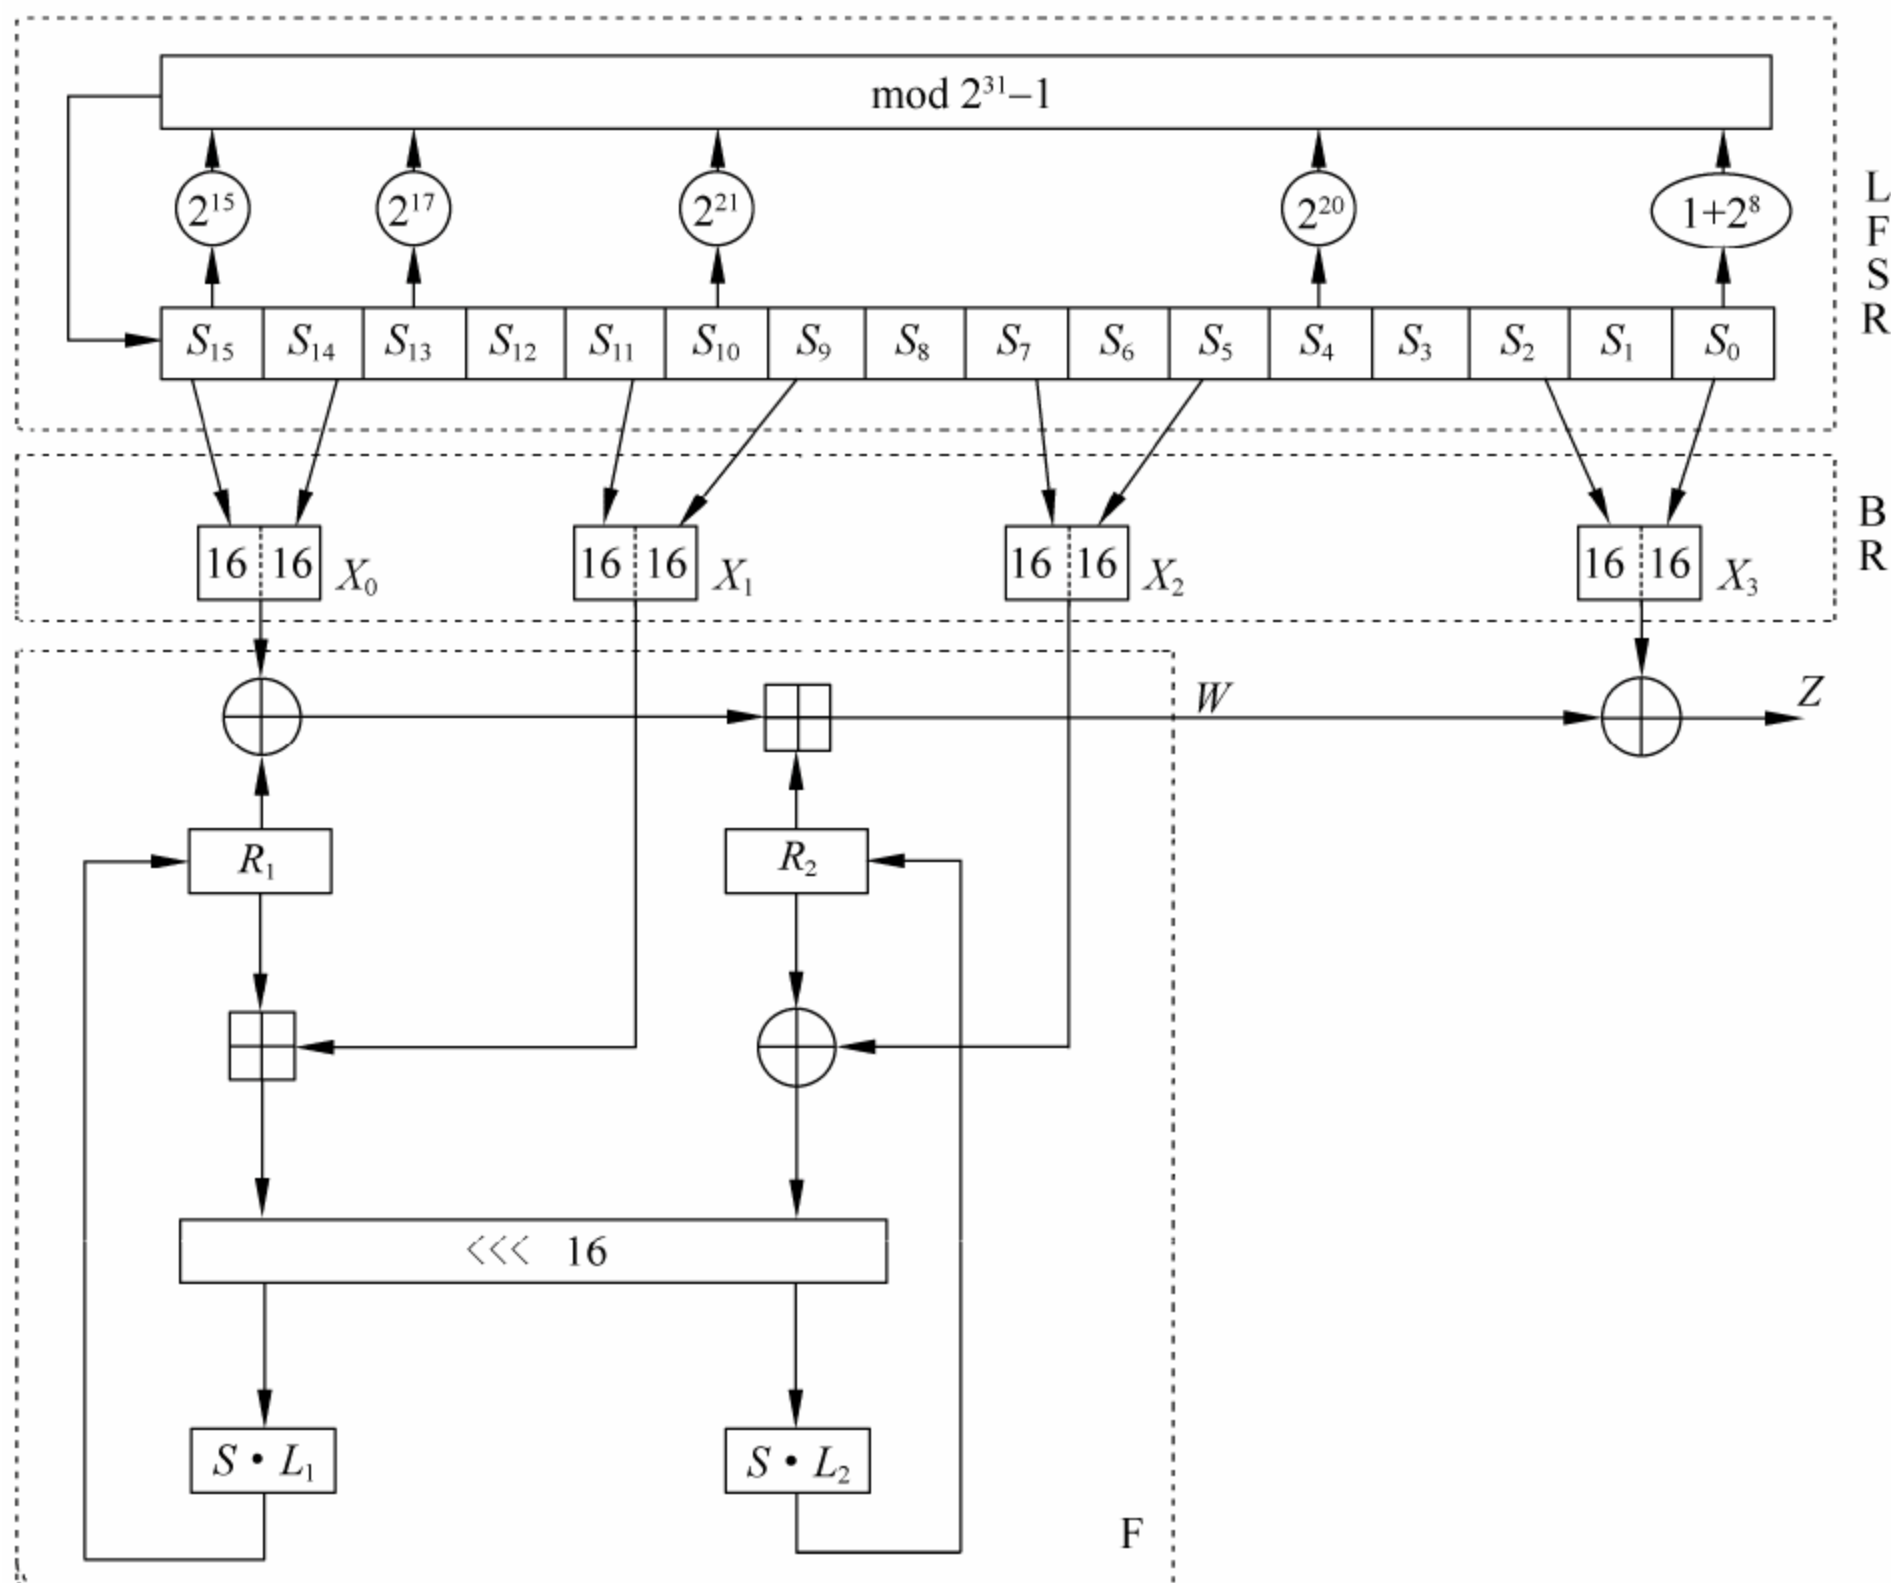 mod 2³¹−1
2¹⁵ 2¹⁷ 2²¹ 2²⁰ 1+2⁸
S₁₅ S₁₄ S₁₃ S₁₂ S₁₁ S₁₀ S₉ S₈ S₇ S₆ S₅ S₄ S₃ S₂ S₁ S₀
L
F
S
R
16 16 X₀ 16 16 X₁ 16 16 X₂ 16 16 X₃
B
R
W Z
R₁ R₂
<<< 16
S • L₁ S • L₂
F